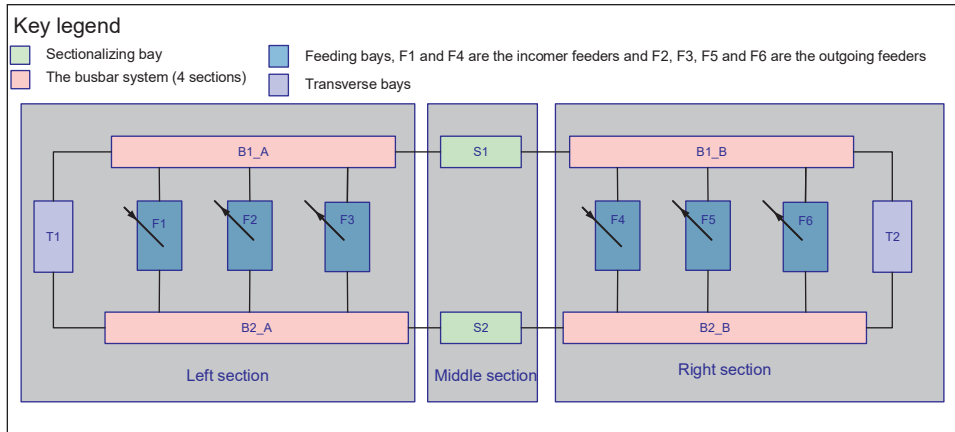 Key legend
Sectionalizing bay
Feeding bays, F1 and F4 are the incomer feeders and F2, F3, F5 and F6 are the outgoing feeders
The busbar system (4 sections)
Transverse bays
B1_A
S1
B1_B
T1
F1
F2
F3
F4
F5
F6
T2
B2_A
S2
B2_B
Left section
Middle section
Right section